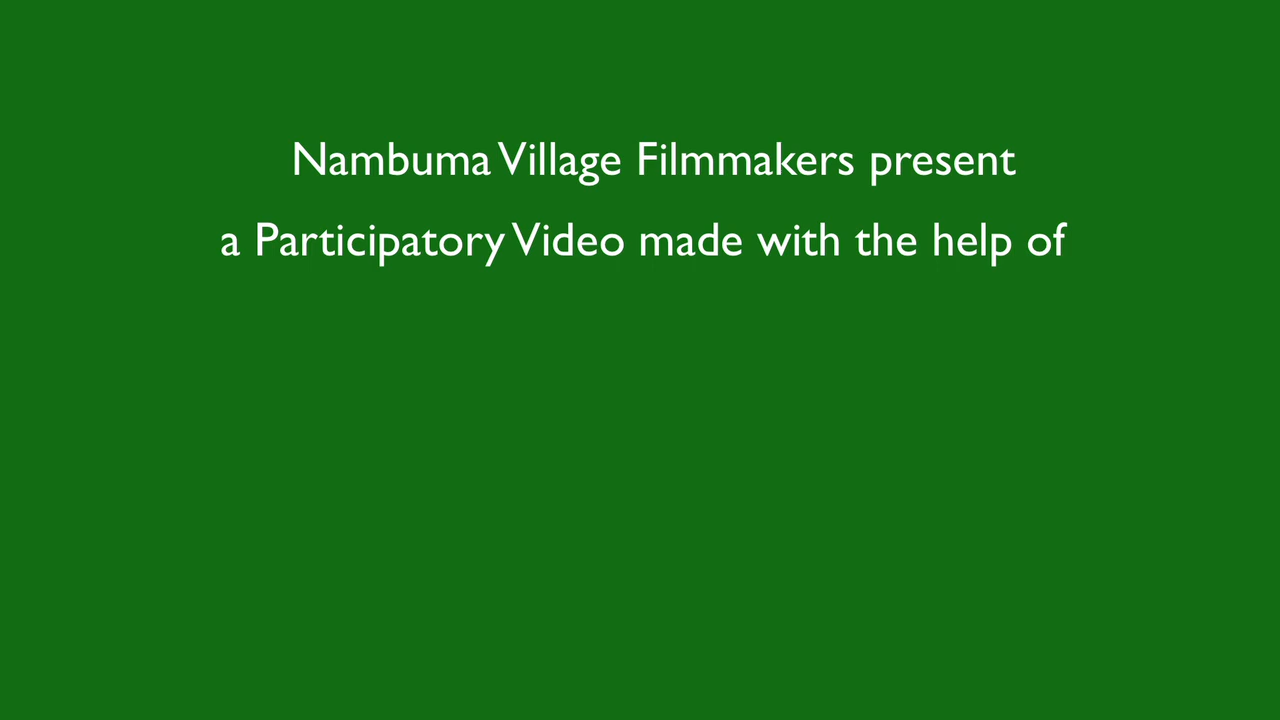 Nambuma Village Filmmakers present
a Participatory Video made with the help of